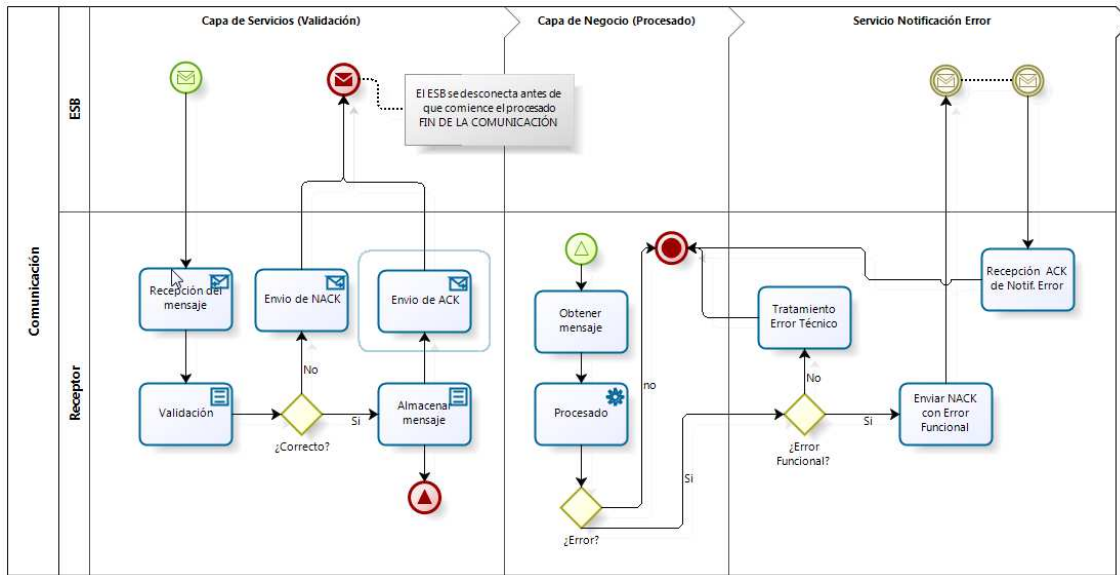 Capa de Servicios (Validación)
Capa de Negocio (Procesado)
Servicio Notificación Error
Comunicación
ESB
El ESB se desconecta antes de
que comience el procesado
FIN DE LA COMUNICACIÓN
Receptor
Recepción del
mensaje
Envio de NACK
Envio de ACK
Validación
No
¿Correcto?
Si
Almacenar
mensaje
Obtener
mensaje
Procesado
¿Error?
no
Si
Tratamiento
Error Técnico
No
¿Error
Funcional?
Si
Enviar NACK
con Error
Funcional
Recepción ACK
de Notif. Error